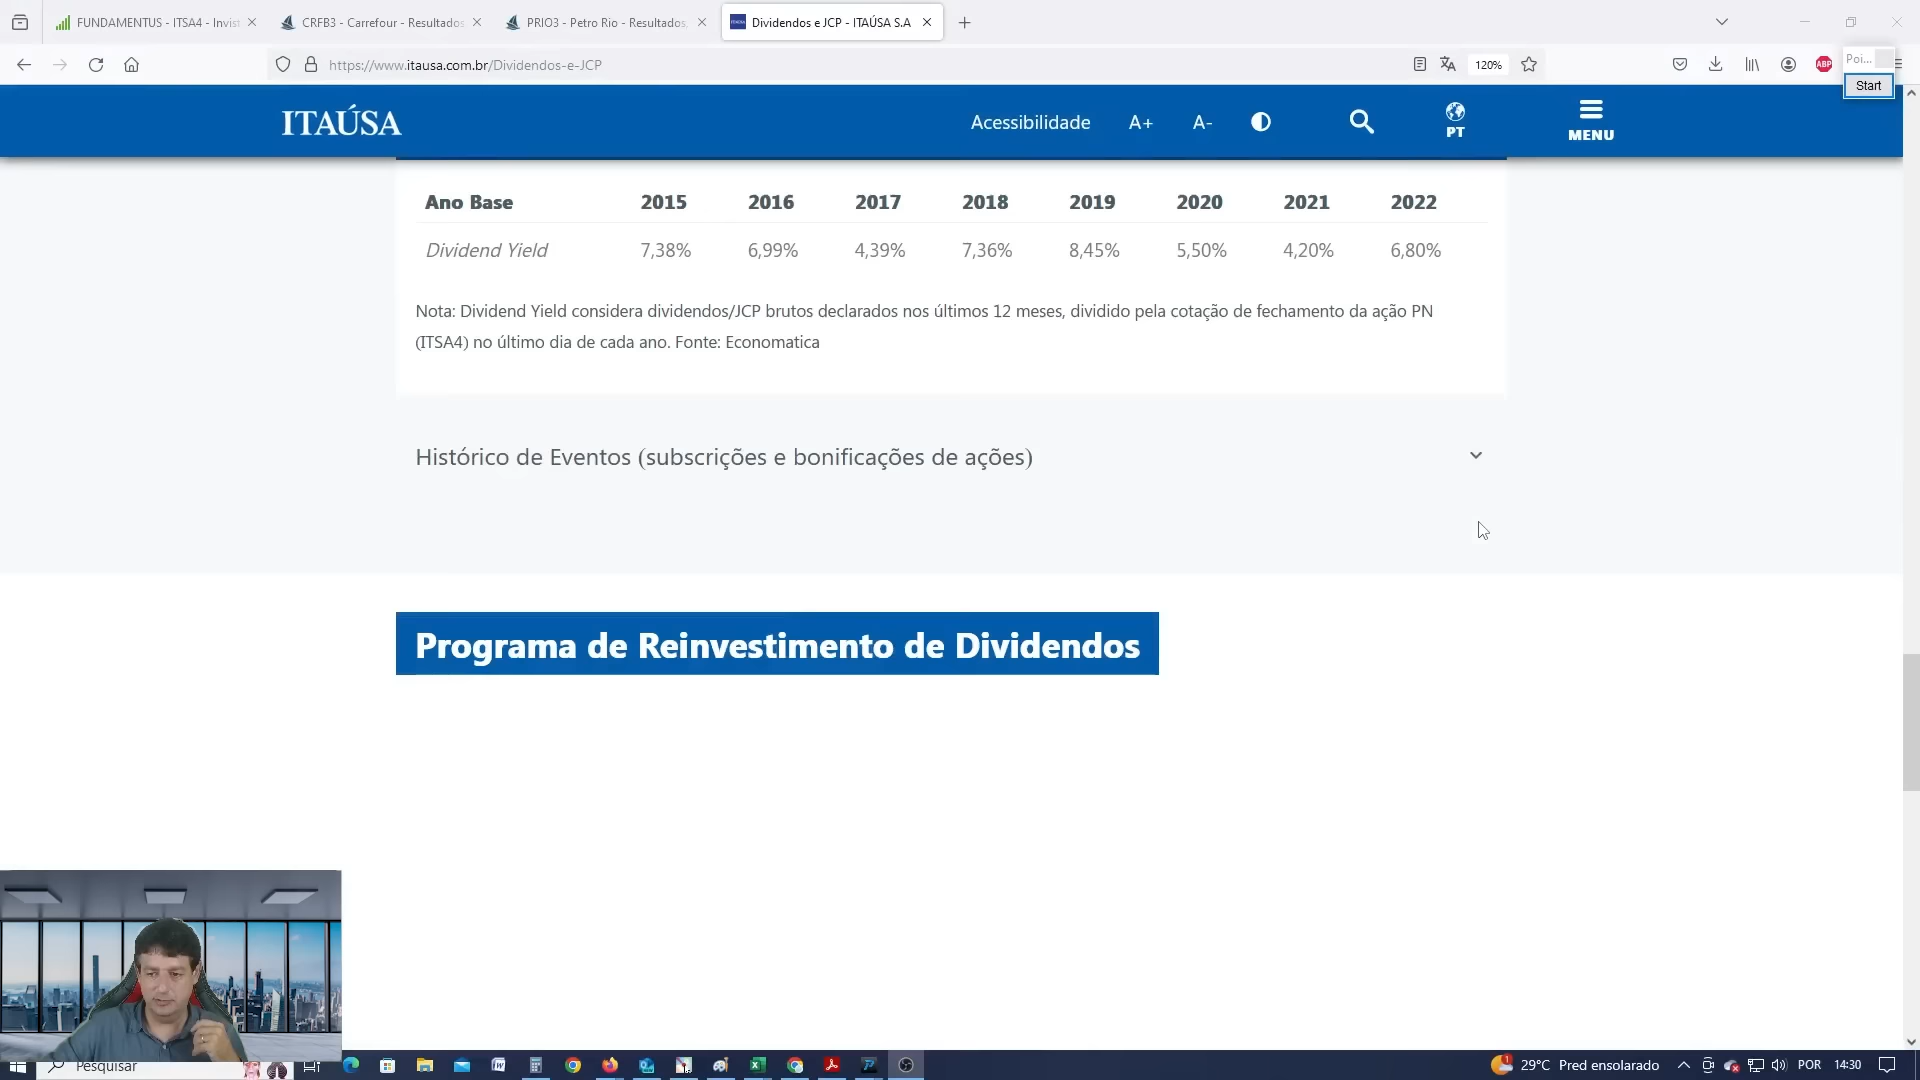 FUNDAMENTUS - ITSA4 - Invist
CRFB3 - Carrefour - Resultados
PRIO3 - Petro Rio - Resultados,
Dividendos e JCP - ITAÚSA S.A
https://www.itausa.com.br/Dividendos-e-JCP
120%
ABP
Poi...
Start
ITAÚSA
Acessibilidade
A+
A-
PT
MENU
Ano Base 2015 2016 2017 2018 2019 2020 2021 2022
Dividend Yield 7,38% 6,99% 4,39% 7,36% 8,45% 5,50% 4,20% 6,80%
Nota: Dividend Yield considera dividendos/JCP brutos declarados nos últimos 12 meses, dividido pela cotação de fechamento da ação PN
(ITSA4) no último dia de cada ano. Fonte: Economatica
Histórico de Eventos (subscrições e bonificações de ações)
Programa de Reinvestimento de Dividendos
Pesquisar
1
29°C Pred ensolarado
POR
14:30